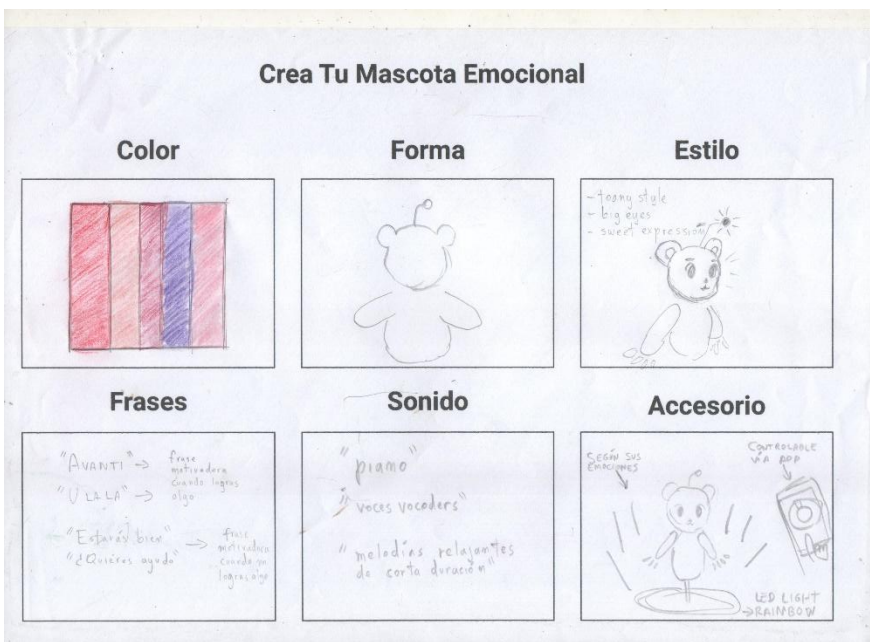 Crea Tu Mascota Emocional
Color
Forma
Estilo
- toony style
- big eyes
- sweet expression
Frases
"AVANTI" → frase
motivadora
cuando logras
algo
"U LA LA" →
"Estarás bien" → frase
motivadora
cuando
logras algo
"¿Quieres ayuda"
Sonido
"piano"
"voces vocoders"
"melodías relajantes
de corta duración"
Accesorio
SEGÚN SUS
EMOCIONES
CONTROLABLE
VÍA APP
LED LIGHT
→ RAINBOW